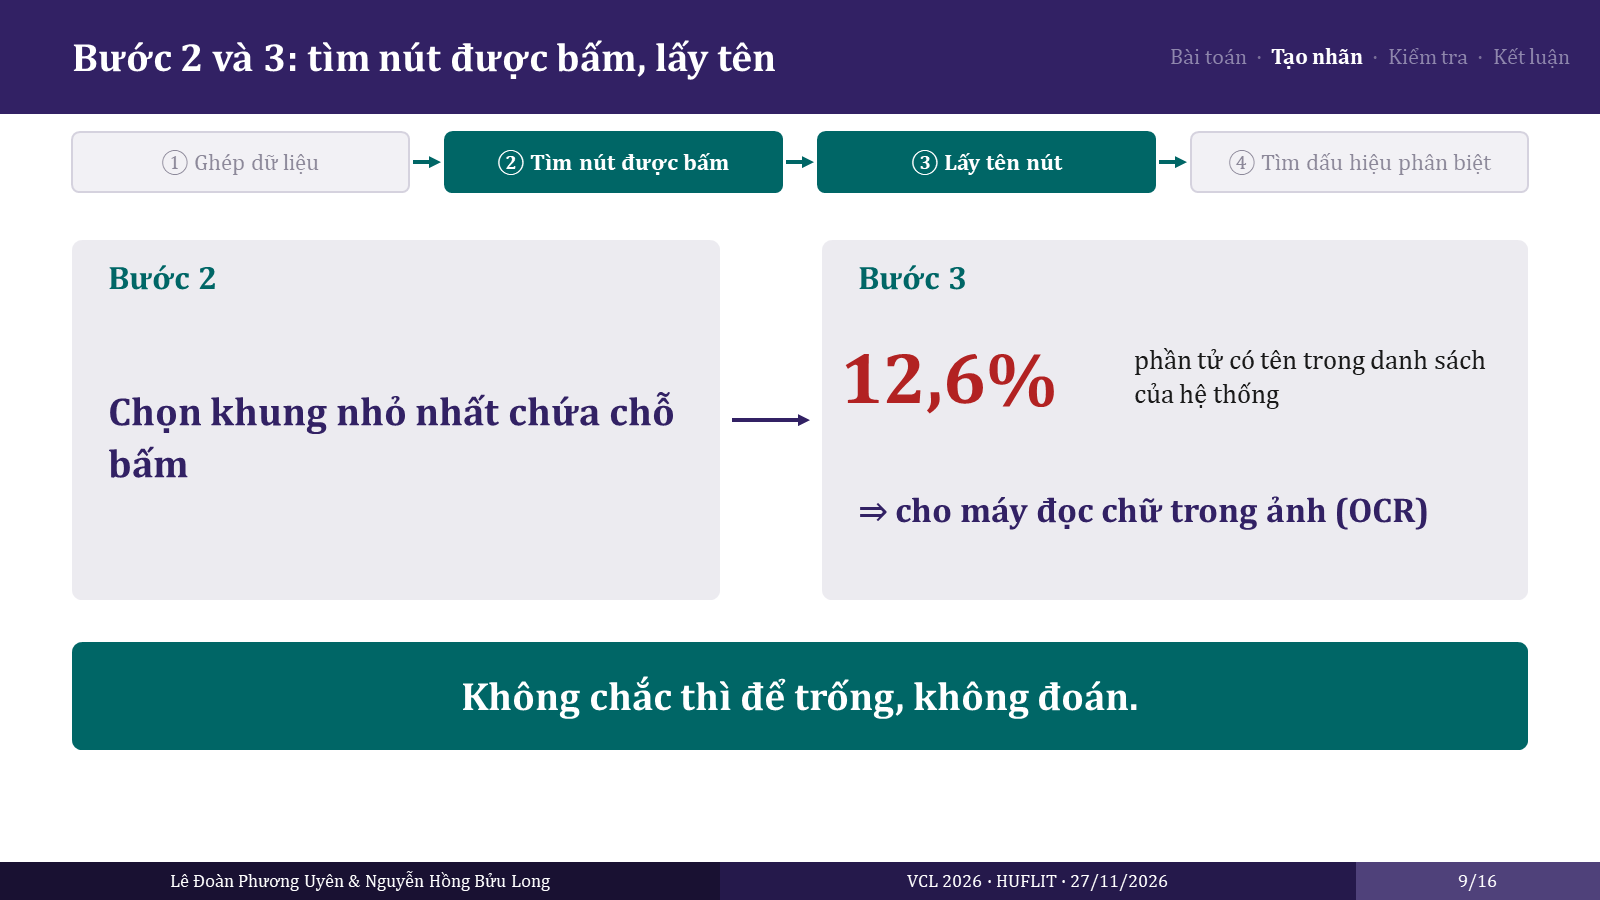 Bước 2 và 3: tìm nút được bấm, lấy tên
Bài toán · Tạo nhãn · Kiểm tra · Kết luận
① Ghép dữ liệu
② Tìm nút được bấm
③ Lấy tên nút
④ Tìm dấu hiệu phân biệt
Bước 2
Chọn khung nhỏ nhất chứa chỗ
bấm
Bước 3
12,6%
phần tử có tên trong danh sách
của hệ thống
⇒ cho máy đọc chữ trong ảnh (OCR)
Không chắc thì để trống, không đoán.
Lê Đoàn Phương Uyên & Nguyễn Hồng Bửu Long
VCL 2026 · HUFLIT · 27/11/2026
9/16